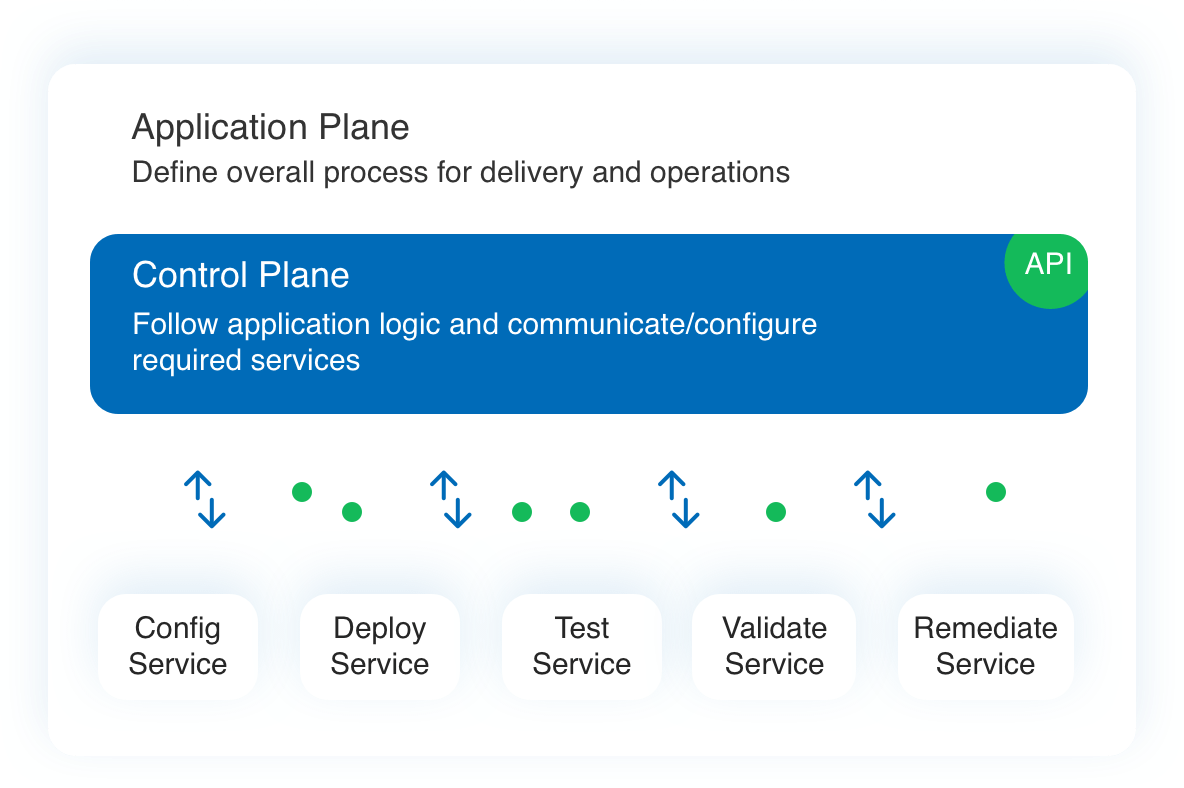 Application Plane
Define overall process for delivery and operations
Control Plane
API
Follow application logic and communicate/configure
required services
Config
Service
Deploy
Service
Test
Service
Validate
Service
Remediate
Service